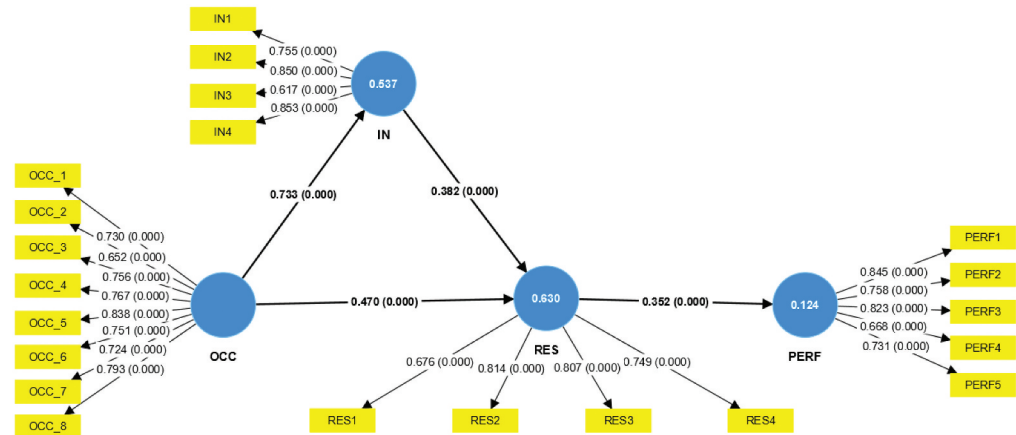 IN1
IN2
IN3
IN4
0.755 (0.000)
0.850 (0.000)
0.617 (0.000)
0.853 (0.000)
0.537
IN
0.733 (0.000)
0.382 (0.000)
OCC_1
OCC_2
OCC_3
OCC_4
OCC_5
OCC_6
OCC_7
OCC_8
0.730 (0.000)
0.652 (0.000)
0.756 (0.000)
0.767 (0.000)
0.838 (0.000)
0.751 (0.000)
0.724 (0.000)
0.793 (0.000)
OCC
0.470 (0.000)
0.630
RES
0.352 (0.000)
0.124
PERF
0.845 (0.000)
0.758 (0.000)
0.823 (0.000)
0.668 (0.000)
0.731 (0.000)
PERF1
PERF2
PERF3
PERF4
PERF5
0.676 (0.000)
0.814 (0.000)
0.807 (0.000)
0.749 (0.000)
RES1
RES2
RES3
RES4